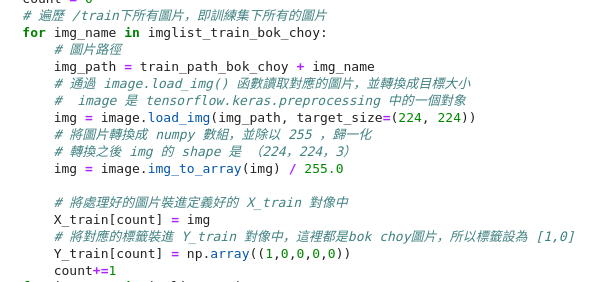 count = 0
# 遍歷 /train下所有圖片，即訓練集下所有的圖片
for img_name in imglist_train_bok_choy:
# 圖片路徑
img_path = train_path_bok_choy + img_name
# 通過 image.load_img() 函數讀取對應的圖片，並轉換成目標大小
# image 是 tensorflow.keras.preprocessing 中的一個對象
img = image.load_img(img_path, target_size=(224, 224))
# 將圖片轉換成 numpy 數組，並除以 255 ，歸一化
# 轉換之後 img 的 shape 是 （224，224，3）
img = image.img_to_array(img) / 255.0
# 將處理好的圖片裝進定義好的 X_train 對像中
X_train[count] = img
# 將對應的標籤裝進 Y_train 對像中，這裡都是bok choy圖片，所以標籤設為 [1,0]
Y_train[count] = np.array((1,0,0,0,0))
count+=1